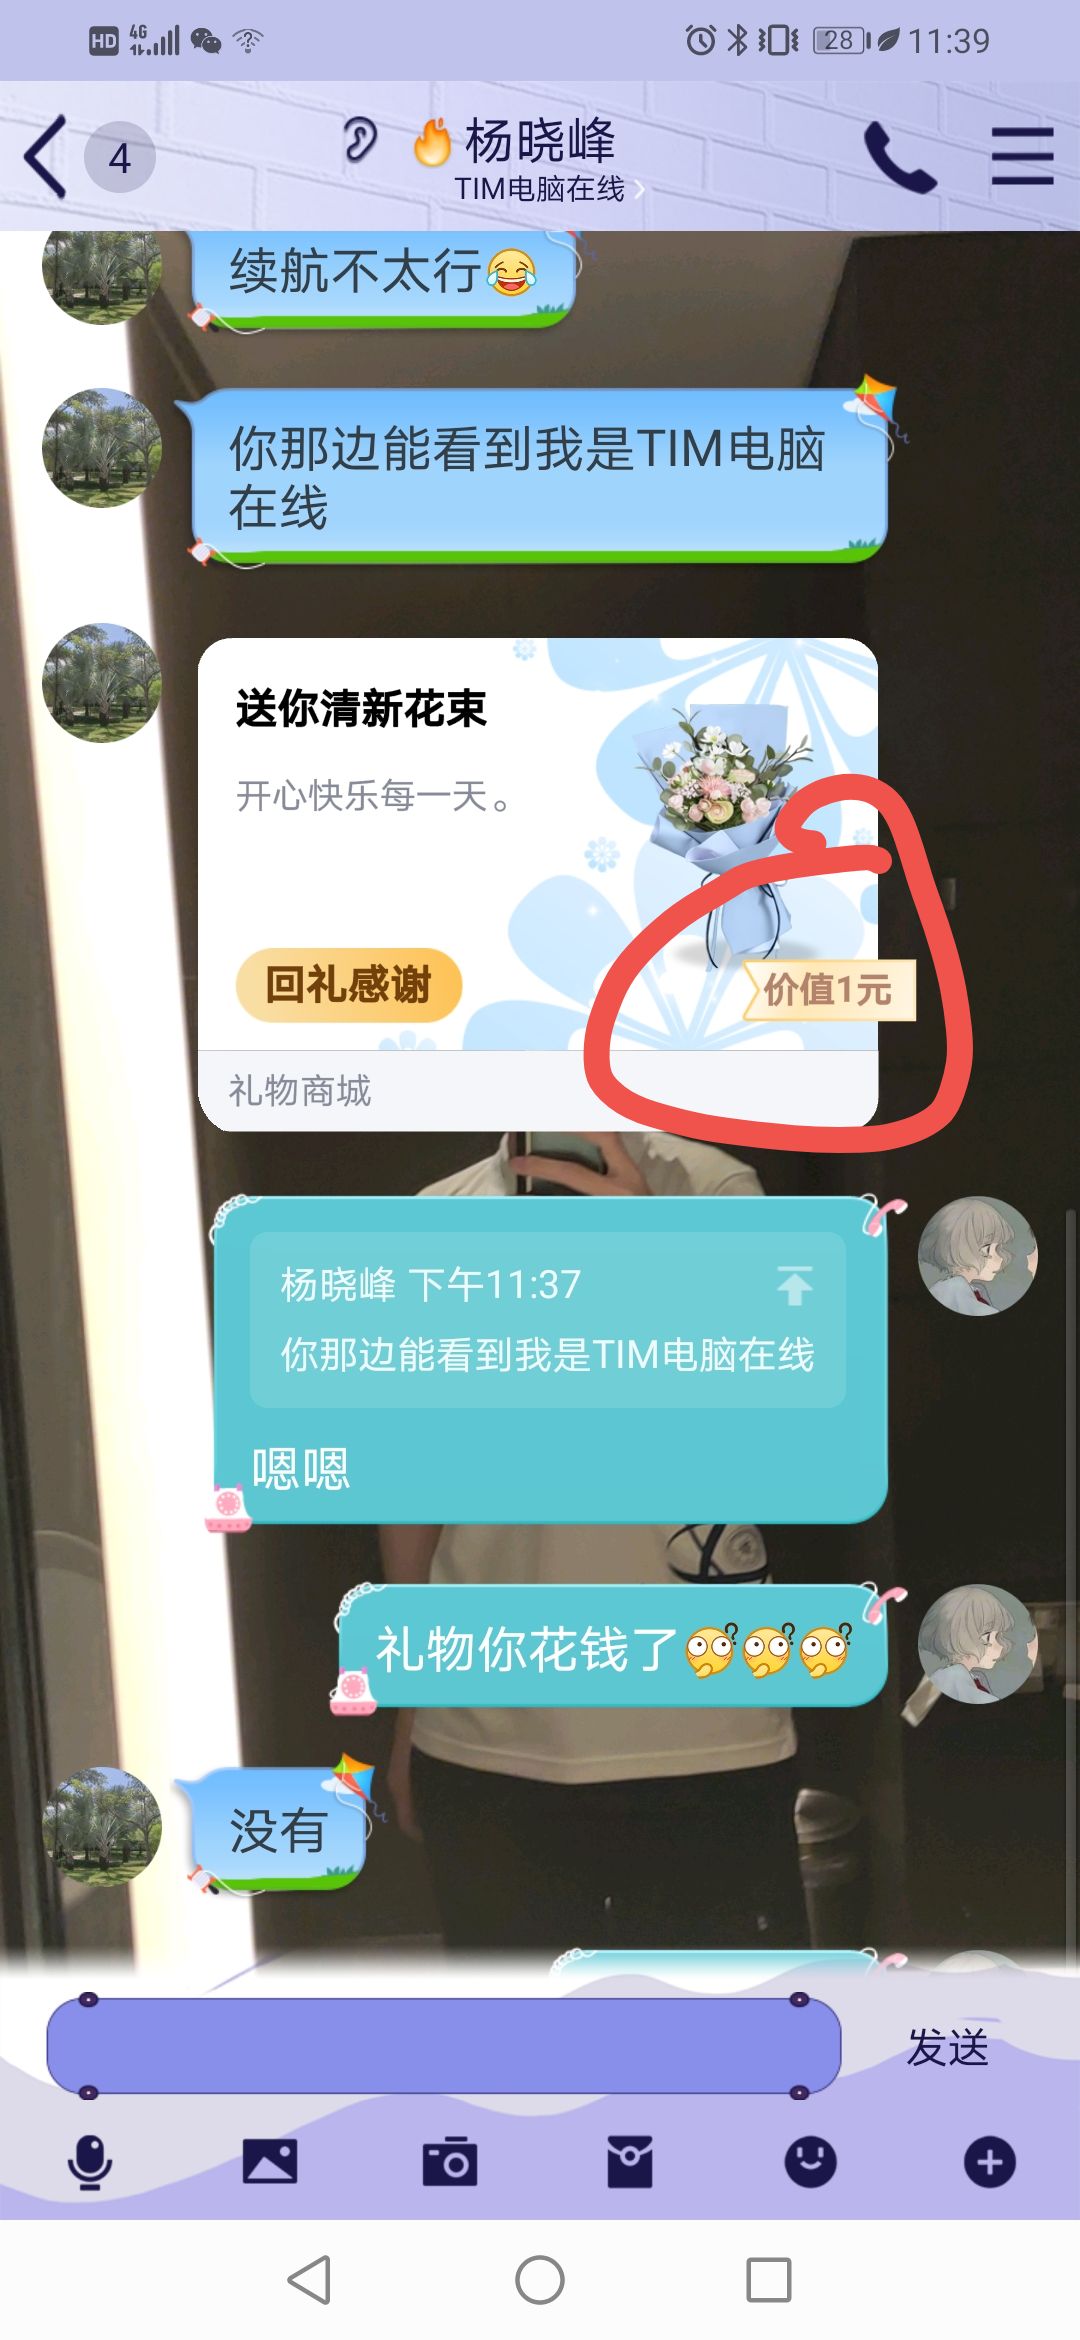 HD 4G 28 11:39
4 杨晓峰
TIM电脑在线
续航不太行
你那边能看到我是TIM电脑
在线
送你清新花束
开心快乐每一天。
回礼感谢
价值1元
礼物商城
杨晓峰 下午11:37
你那边能看到我是TIM电脑在线
嗯嗯
礼物你花钱了
没有
发送